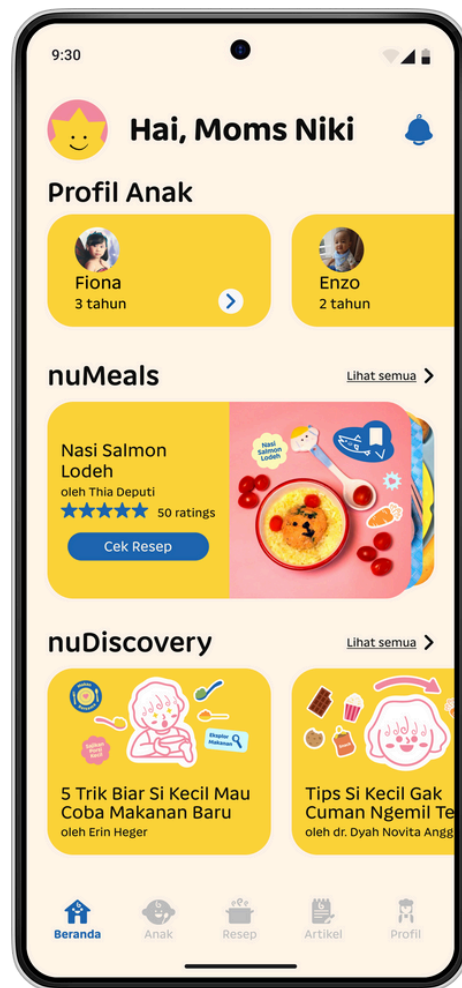 9:30
Hai, Moms Niki
Profil Anak
Fiona
3 tahun
Enzo
2 tahun
nuMeals
Lihat semua
Nasi Salmon
Lodeh
oleh Thia Deputi
50 ratings
Cek Resep
Nasi
Salmon
Lodeh
nuDiscovery
Lihat semua
Eksplor
Makanan
5 Trik Biar Si Kecil Mau
Coba Makanan Baru
oleh Erin Heger
Tips Si Kecil Gak
Cuman Ngemil Te
oleh dr. Dyah Novita Angg
Beranda
Anak
Resep
Artikel
Profil